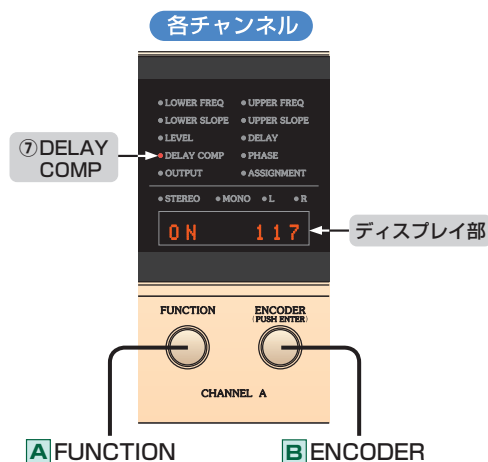 各チャンネル
LOWER FREQ UPPER FREQ
LOWER SLOPE UPPER SLOPE
LEVEL DELAY
⑦DELAY COMP
DELAY COMP PHASE
OUTPUT ASSIGNMENT
STEREO MONO L R
ON 117
ディスプレイ部
FUNCTION ENCODER
(PUSH ENTER)
CHANNEL A
A FUNCTION B ENCODER